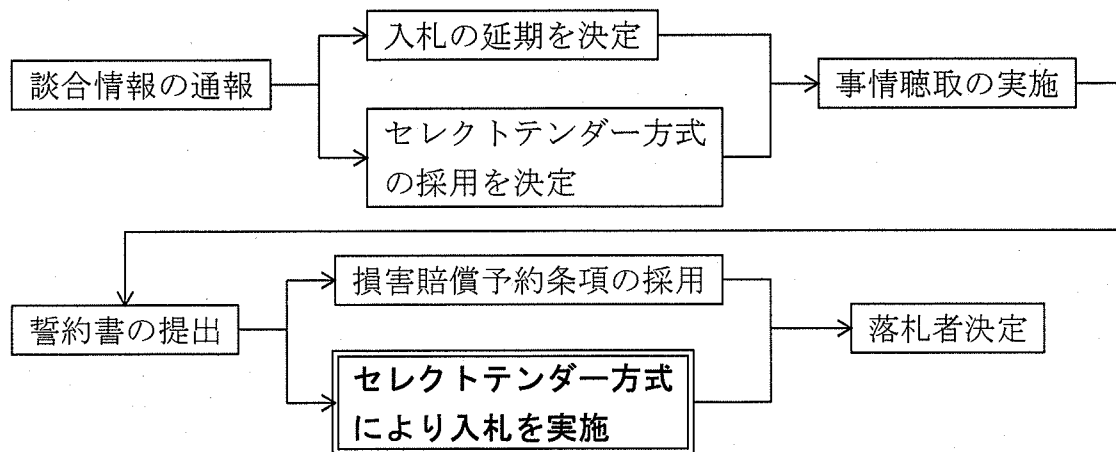 談合情報の通報
入札の延期を決定
セレクトテンダー方式
の採用を決定
事情聴取の実施
誓約書の提出
損害賠償予約条項の採用
セレクトテンダー方式
により入札を実施
落札者決定